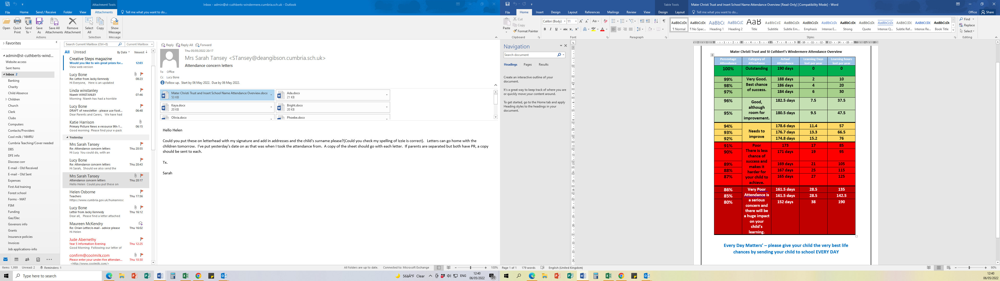 Attachment Tools
Inbox - admin@st-cuthberts-windermere.cumbria.sch.uk - Outlook
File Home Send / Receive Folder View Attachments Tell me what you want to do...
Open
Quick Print
Send To
Save As
Save All Attachments
Remove Attachment
Select All
Copy
Show Message
Actions Selection Message
Favorites
admin@st-cuthberts-wind...
Website access
Sent Items
Inbox 2
Banking
Charity
Child Absence
Children
Church
Clerk
Clubs
Computers
Contacts/Providers
Cool milk / NMRU
Cumbria Teaching/Cover needed
DBS
DFE info
Diocese corr
E-mail - Old Received
E-mail - Old Sent
Expenses
First Aid training
Forest school
Forms - MAT
FSM
Funding
Gas/Elec
Govenors info
Grants
Insurance policies
Invoices
Job applications-info
Search Current Mailbox (Ctrl+E) Current Mailbox
All Unread By Date Newest
Creative Steps magazine
Would you like to win great prizes for... 12:03
View web version
Lucy Bone
Re: Letter from Jacky Kennedy 08:23
Hi Everyone, Here is an updated
Linda winstanley
Niamh WINSTANLEY 07:46
Morning Niamh has had a horrible
Lucy Bone
DRAFT of newsletter - please use foot... 06:48
Dear Parents and Carers, We have had
Katie Harrison
Primary Picture News e-resource 9th-1... 06:15
Good morning Please find your e-pack
Yesterday
Mrs Sarah Tansey
Re: Attendance concern letters Thu 20:55
Hi Lucy You could do, with an
Lucy Bone
Re: Attendance concern letters Thu 20:43
Hi Sarah, Should we also send the
Mrs Sarah Tansey
Attendance concern letters Thu 20:17
Hello Helen Could you put these on
Helen Osborne
Teachers Thu 17:56
https://www.cumbria.gov.uk/humanresc
Lucy Bone
Letter from Jacky Kennedy Thu 16:12
Dear all, Please find a letter attached
Maureen McKendry
Re: Orian Letter/e-mail - advice please Thu 16:02
Hi Helen
Jude Abernethy
Year 5 Information Evening Thu 12:25
Good Morning Following our letter of
confirm@coolmilk.com
Please enter your under-five attendan... Thu 10:30
<http://www.coolmilk.com/>
Reply Reply All Forward
Thu 05/05/2022 20:17
Mrs Sarah Tansey <STansey@deangibson.cumbria.sch.uk>
Attendance concern letters
To Office
Cc Lucy Bone
Follow up. Start by 06 May 2022. Due by 06 May 2022.
Mater Christi Trust and Insert School Name Attendance Overview.docx
53 KB
Ada.docx
21 KB
Kaya.docx
20 KB
Bright.docx
20 KB
Olivia.docx
Phoebe.docx
Hello Helen
Could you put these on letterhead with my signature and add in addresses and the child's surname please?(Could you check my spelling of Izzie is correct). Letters can go home with the
children tomorrow. I've put yesterday's date on as that was when I took the attendance from. A copy of the sheet should go with each letter. If parents are separated but both have PR, a copy
should be sent to each.
Tx.
Sarah
Items: 1,999 Unread: 2 Reminders: 1
All folders are up to date. Connected to: Microsoft Exchange 100%
Type here to search
56âÂ°F Clear ENG 12:40
06/05/2022 20
Mater Christi Trust and Insert School Name Attendance Overview [Read-Only] [Compatibility Mode] - Word
Table Tools
File Home Insert Design Layout References Mailings Review View Design Layout Tell me what you want to do... Office Share
Paste
Cut
Copy
Format Painter
Calibri (Body) 11
¶ Normal ¶ No Spac... Heading 1 Heading 2 Title Subtitle Subtle Em... Emphasis Intense E... Strong Quote Intense Q... Subtle Ref... Intense Re... Book Title
Find
Replace
Select
Clipboard Font Paragraph Styles Editing
Navigation
Search document
Headings Pages Results
Create an interactive outline of your
document.
It's a great way to keep track of where you are
or quickly move your content around.
To get started, go to the Home tab and apply
Heading styles to the headings in your
document.
Mater Christi Trust and St Cuthbert's Windermere Attendance Overview
Percentage Attendance
Category of Attendance
Actual Attendance
Learning Days lost per year
Learning hours lost per year
100% Outstanding 190 days 0 0
99% Very Good. 188 days 2 10
98% Best chance 186 days 4 20
97% of success. 184 days 6 30
96% Good, 182.5 days 7.5 37.5
although
95% room for 180.5 days 9.5 47.5
improvement.
94% 178.6 days 11.4 57
93% Needs to 176.7 days 13.3 66.5
92% improve 174.8 days 15.2 76
91% Poor 173 17 85
90% There is less 171 days 19 95
chance of
89% success and 169 days 21 105
88% makes it 167 days 25 115
harder for
87% your child to 165 days 27 125
achieve.
86% Very Poor 161.5 days 28.5 135
85% Attendance is 161.5 days 28.5 142.5
80% a serious 152 days 38 190
concern and
there will be
a huge impact
on your
child's
learning.
Every Day Matters' – please give your child the very best life
chances by sending your child to school EVERY DAY
Page 1 of 1 179 words English (United Kingdom) 90%
12:40
06/05/2022